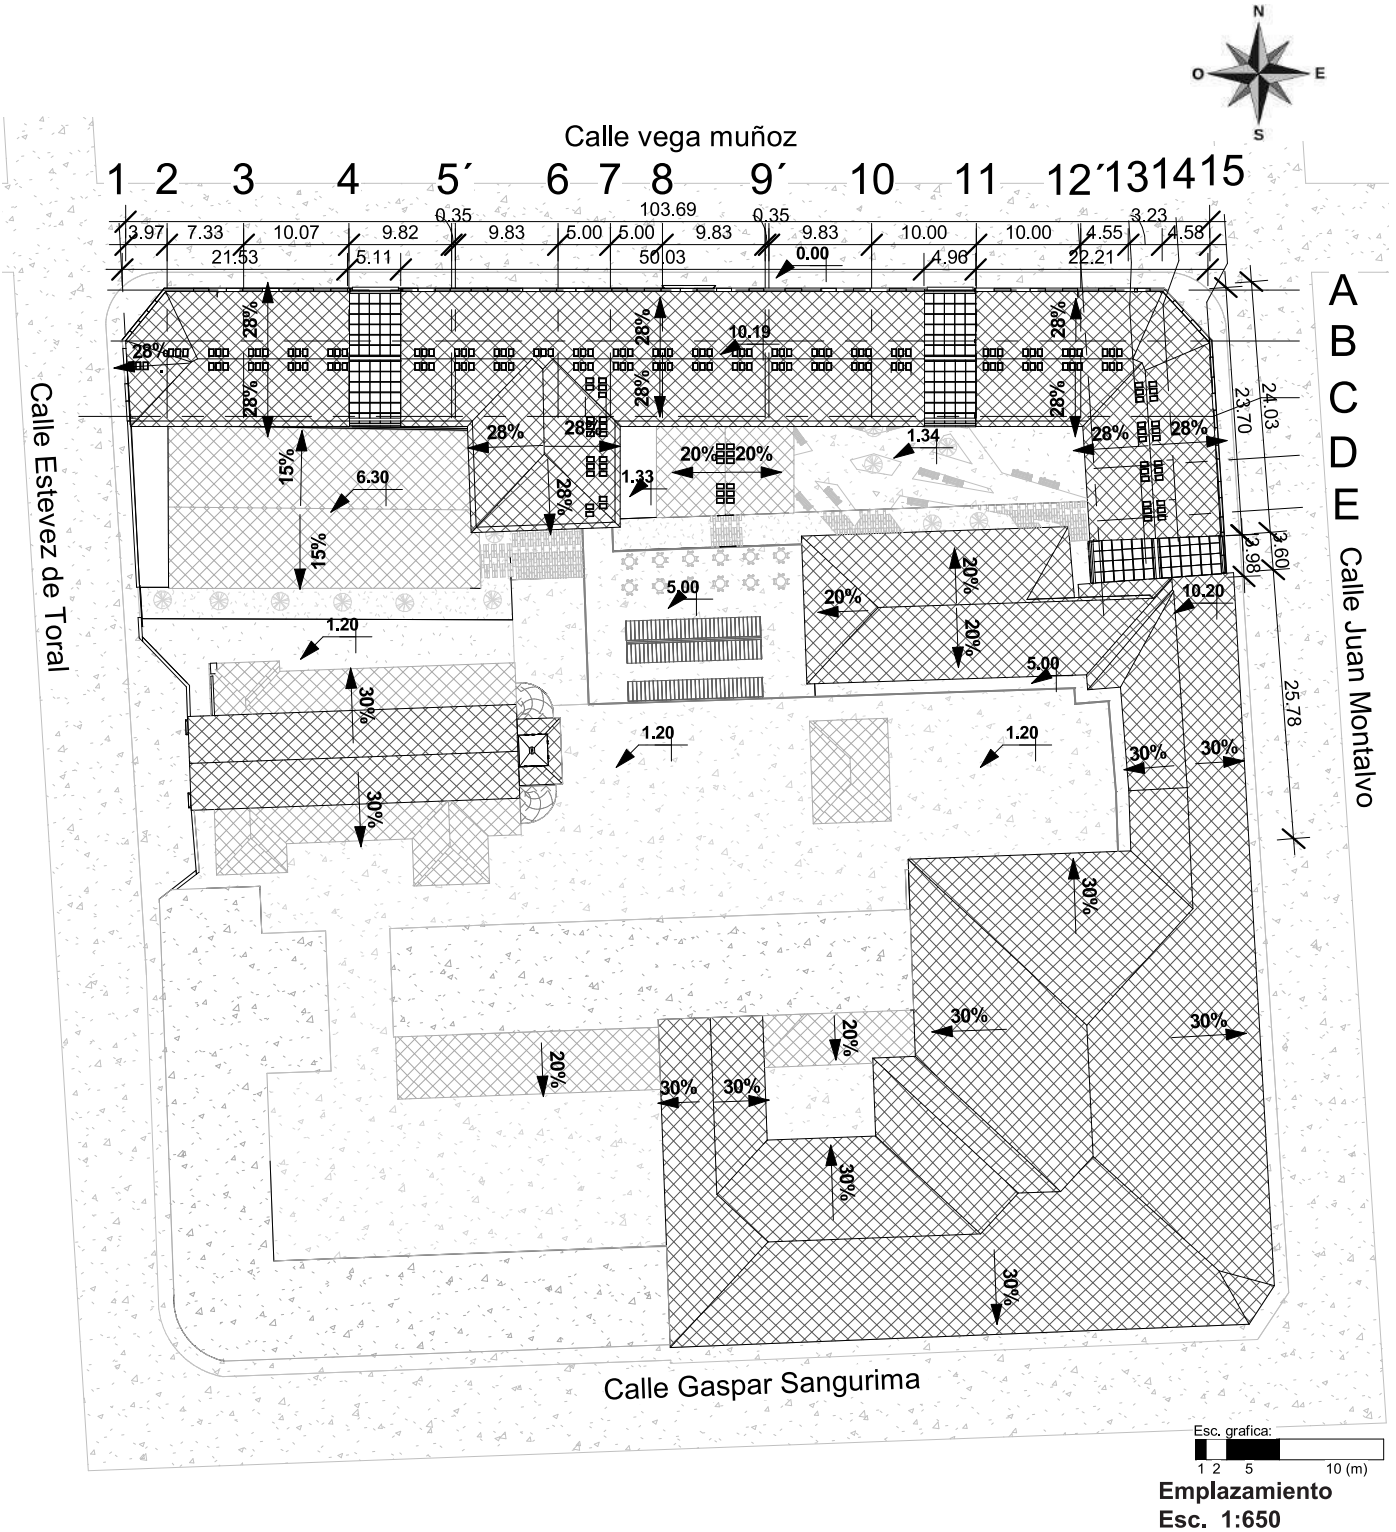 N
O E
S
Calle vega muñoz
1 2 3 4 5´ 6 7 8 9´ 10 11 12´ 13 14 15
0.35 103.69 0.35 3.23
3.97 7.33 10.07 9.82 9.83 5.00 5.00 9.83 9.83 10.00 10.00 4.55 4.58
21.53 5.11 50.03 0.00 4.96 22.21
A
B
C
D
E
28% 28% 28%
10.19
28%
28% 28% 28%
23.70
24.03
Calle Estevez de Toral
28% 28% 20% 20% 1.34 28% 28%
15% 6.30 28% 1.33
15%
3.98 3.60
20%
20% 5.00 20% 10.20
1.20
5.00
Calle Juan Montalvo
25.78
30%
1.20 1.20
30% 30%
30%
30%
20% 20% 30% 30%
30% 30%
30%
30%
Calle Gaspar Sangurima
Esc. grafica:
1 2 5 10 (m)
Emplazamiento
Esc. 1:650